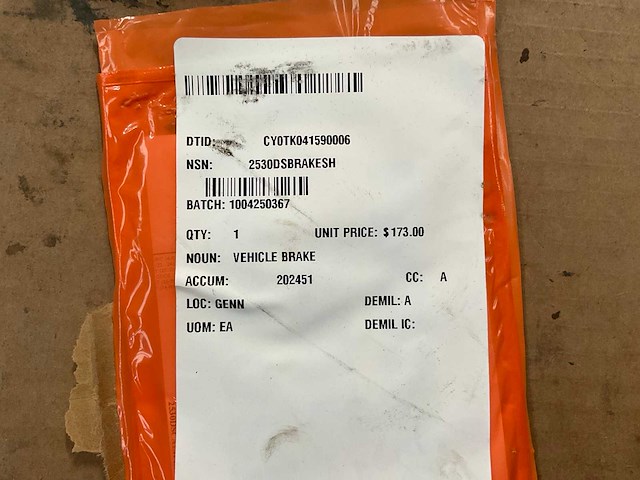 DTID: CY0TK041590006
NSN: 2530DSBRAKESH
BATCH: 1004250367
QTY: 1 UNIT PRICE: $173.00
NOUN: VEHICLE BRAKE
ACCUM: 202451 CC: A
LOC: GENN DEMIL: A
UOM: EA DEMIL IC: